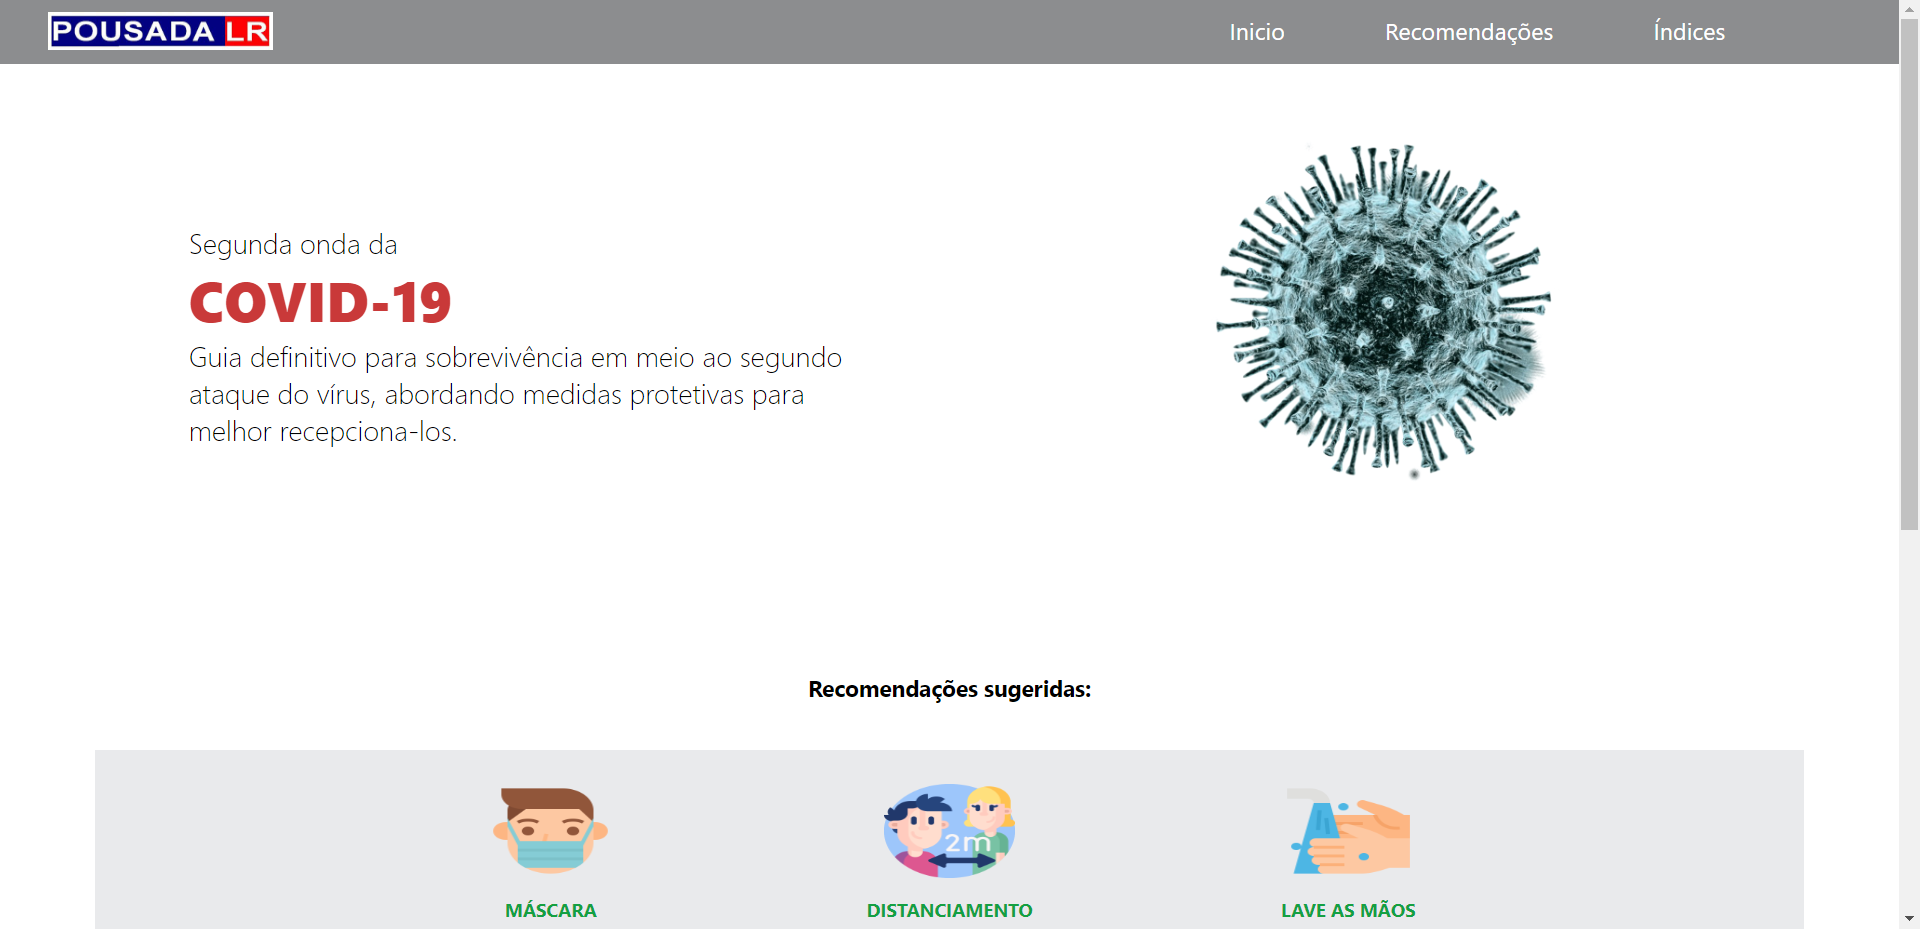 POUSADA LR
Inicio
Recomendações
Índices
Segunda onda da
COVID-19
Guia definitivo para sobrevivência em meio ao segundo
ataque do vírus, abordando medidas protetivas para
melhor recepciona-los.
Recomendações sugeridas:
2m
MÁSCARA
DISTANCIAMENTO
LAVE AS MÃOS